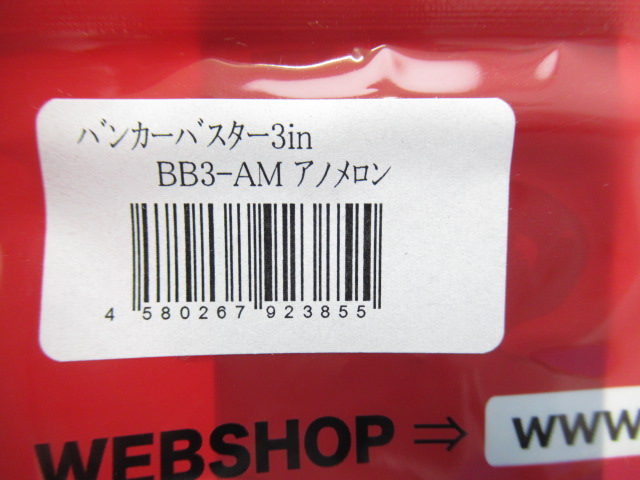 バンカーバスター3in
BB3-AM アノメロン
4 580267 923855
WEBSHOP ⇒ www